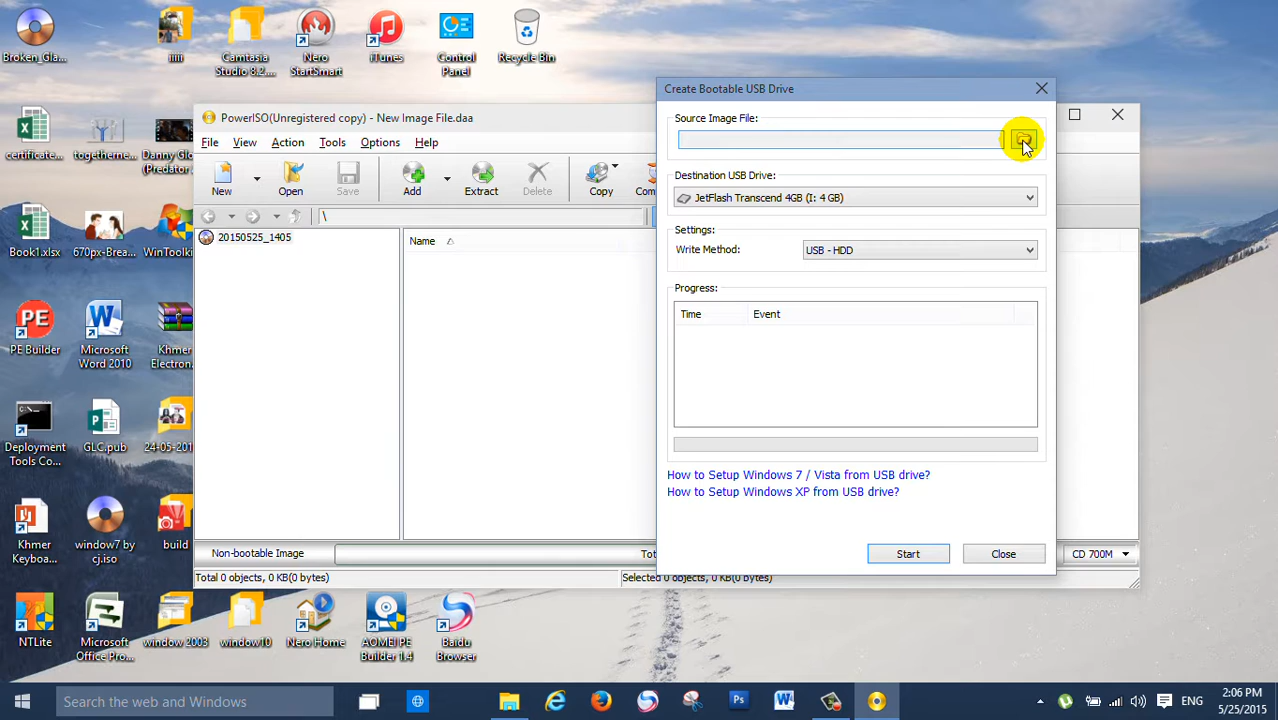 Broken_Gla...
iiiii
Camtasia
Studio 8.2....
Nero
StartSmart
iTunes
Control
Panel
Recycle Bin
certificate...
togetherne...
Danny Glo...
(Predator...
Book1.xlsx
670px-Brea...
WinToolki...
PE Builder
Microsoft
Word 2010
Khmer
Electron...
Deployment
Tools Co...
GLC.pub
24-05-201...
Khmer
Keyboa...
window7 by
cj.iso
build
NTLite
Microsoft
Office Pro...
window 2003
window10
Nero Home
AOMEI PE
Builder 1.4
Baidu
Browser
PowerISO(Unregistered copy) - New Image File.daa
File View Action Tools Options Help
New Open Save Add Extract Delete Copy Com
\
20150525_1405
Name
Non-bootable Image
Tot
CD 700M
Total 0 objects, 0 KB(0 bytes)
Selected 0 objects, 0 KB(0 bytes)
Create Bootable USB Drive
Source Image File:
Destination USB Drive:
JetFlash Transcend 4GB (I: 4 GB)
Settings:
Write Method:
USB - HDD
Progress:
Time Event
How to Setup Windows 7 / Vista from USB drive?
How to Setup Windows XP from USB drive?
Start Close
Search the web and Windows
Ps
ENG
2:06 PM
5/25/2015